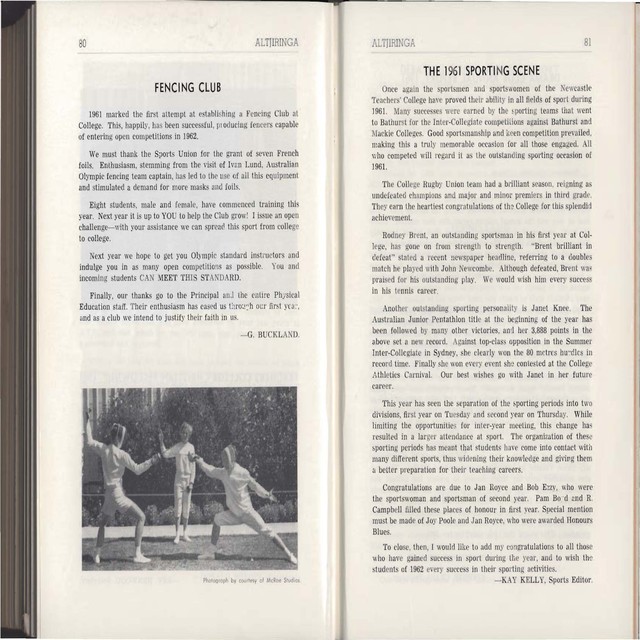 80
ALTJIRINGA
FENCING CLUB
1961 marked the first attempt at establishing a Fencing Club at
College. This, happily, has been successful, producing fencers capable
of entering open competitions in 1962.
We must thank the Sports Union for the grant of seven French
foils. Enthusiasm, stemming from the visit of Ivan Lund, Australian
Olympic fencing team captain, has led to the use of all this equipment
and stimulated a demand for more masks and foils.
Eight students, male and female, have commenced training this
year. Next year it is up to YOU to help the Club grow! I issue an open
challenge—with your assistance we can spread this sport from college
to college.
Next year we hope to get you Olympic standard instructors and
indulge you in as many open competitions as possible. You and
incoming students CAN MEET THIS STANDARD.
Finally, our thanks go to the Principal and the entire Physical
Education staff. Their enthusiasm has eased us through our first year,
and as a club we intend to justify their faith in us.
—G. BUCKLAND.
Photograph by courtesy of McRae Studios
ALTJIRINGA
81
THE 1961 SPORTING SCENE
Once again the sportsmen and sportswomen of the Newcastle
Teachers' College have proved their ability in all fields of sport during
1961. Many successes were earned by the sporting teams that went
to Bathurst for the Inter-Collegiate competitions against Bathurst and
Mackie Colleges. Good sportsmanship and keen competition prevailed,
making this a truly memorable occasion for all those engaged. All
who competed will regard it as the outstanding sporting occasion of
1961.
The College Rugby Union team had a brilliant season, reigning as
undefeated champions and major and minor premiers in third grade.
They earn the heartiest congratulations of the College for this splendid
achievement.
Rodney Brent, an outstanding sportsman in his first year at Col-
lege, has gone on from strength to strength. "Brent brilliant in
defeat" stated a recent newspaper headline, referring to a doubles
match he played with John Newcombe. Although defeated, Brent was
praised for his outstanding play. We would wish him every success
in his tennis career.
Another outstanding sporting personality is Janet Knee. The
Australian Junior Pentathlon title at the beginning of the year has
been followed by many other victories, and her 3,888 points in the
above set a new record. Against top-class opposition in the Summer
Inter-Collegiate in Sydney, she clearly won the 80 metres hurdles in
record time. Finally she won every event she contested at the College
Athletics Carnival. Our best wishes go with Janet in her future
career.
This year has seen the separation of the sporting periods into two
divisions, first year on Tuesday and second year on Thursday. While
limiting the opportunities for inter-year meeting, this change has
resulted in a larger attendance at sport. The organization of these
sporting periods has meant that students have come into contact with
many different sports, thus widening their knowledge and giving them
a better preparation for their teaching careers.
Congratulations are due to Jan Royce and Bob, who were
the sportswoman and sportsman of second year. Pam and R.
Campbell filled these places of honour in first year. Special mention
must be made of Joy Poole and Jan Royce, who were awarded Honours
Blues.
To close, then, I would like to add my congratulations to all those
who have gained success in sport during the year, and to wish the
students of 1962 every success in their sporting activities.
—KAY KELLY, Sports Editor.